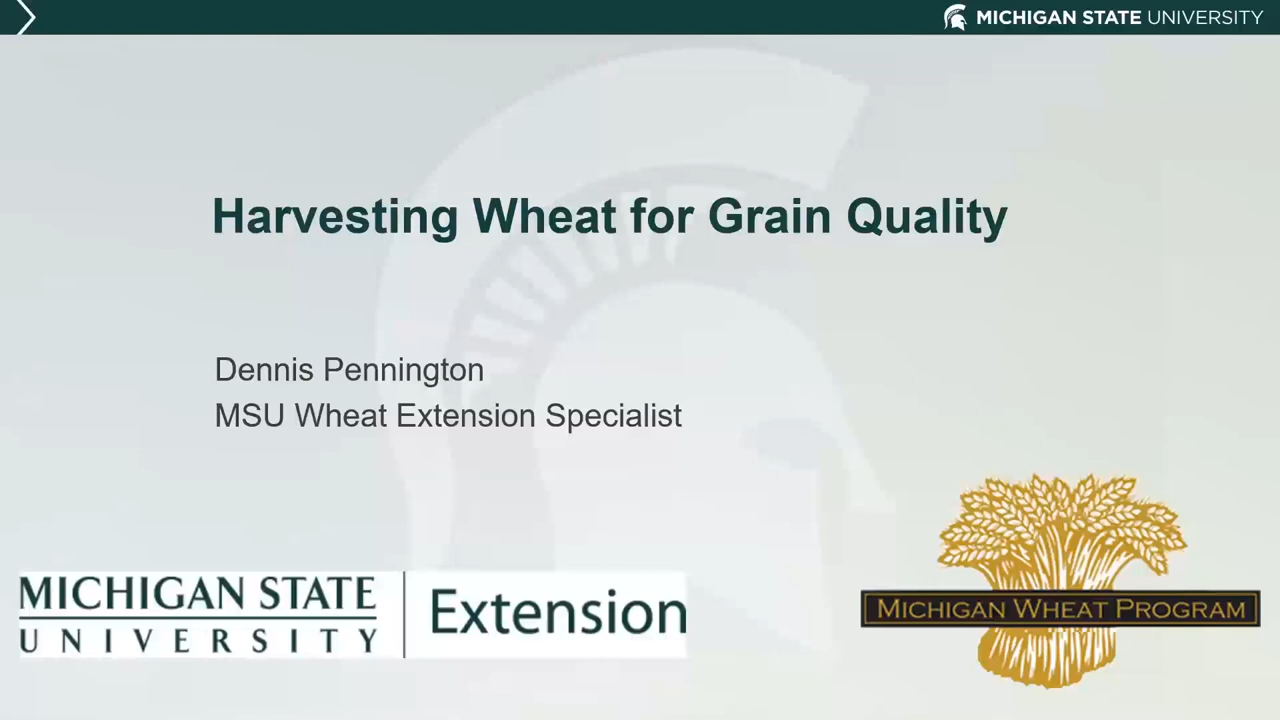 MICHIGAN STATE UNIVERSITY
Harvesting Wheat for Grain Quality
Dennis Pennington
MSU Wheat Extension Specialist
MICHIGAN STATE
UNIVERSITY
Extension
MICHIGAN WHEAT PROGRAM